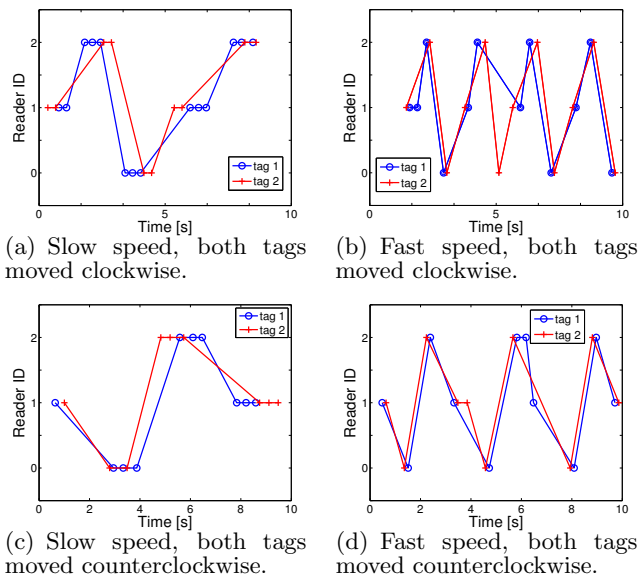 2
1
0
Reader ID
tag 1
tag 2
0 5 10
Time [s]
(a) Slow speed, both tags
moved clockwise.
2
1
0
Reader ID
tag 1
tag 2
0 5 10
Time [s]
(b) Fast speed, both tags
moved clockwise.
2
1
0
Reader ID
tag 1
tag 2
0 2 4 6 8 10
Time [s]
(c) Slow speed, both tags
moved counterclockwise.
2
1
0
Reader ID
tag 1
tag 2
0 2 4 6 8 10
Time [s]
(d) Fast speed, both tags
moved counterclockwise.